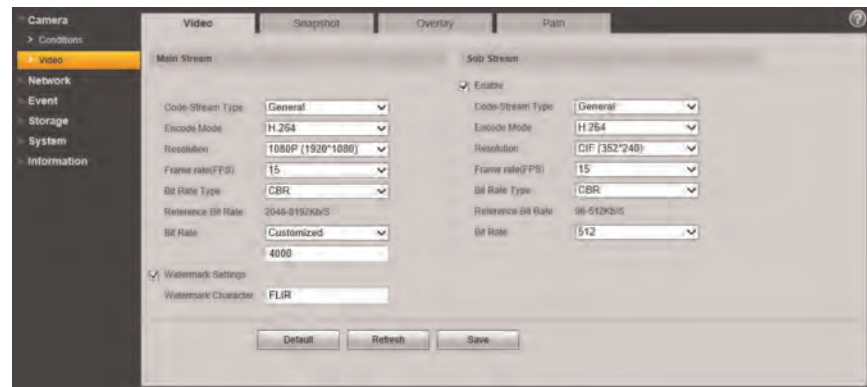 Camera
> Conditions
> Video
Network
Event
Storage
System
Information
Video Snapshot Overlay Path
Main Stream
Code-Stream Type General
Encode Mode H.264
Resolution 1080P (1920*1080)
Frame rate(FPS) 15
Bit Rate Type CBR
Reference Bit Rate 2048-8192Kb/S
Bit Rate Customized
4000
Watermark Settings
Watermark Character FLIR
Sub Stream
Enable
Code-Stream Type General
Encode Mode H.264
Resolution CIF (352*240)
Frame rate(FPS) 15
Bit Rate Type CBR
Reference Bit Rate 96-512Kb/S
Bit Rate 512
Default Refresh Save